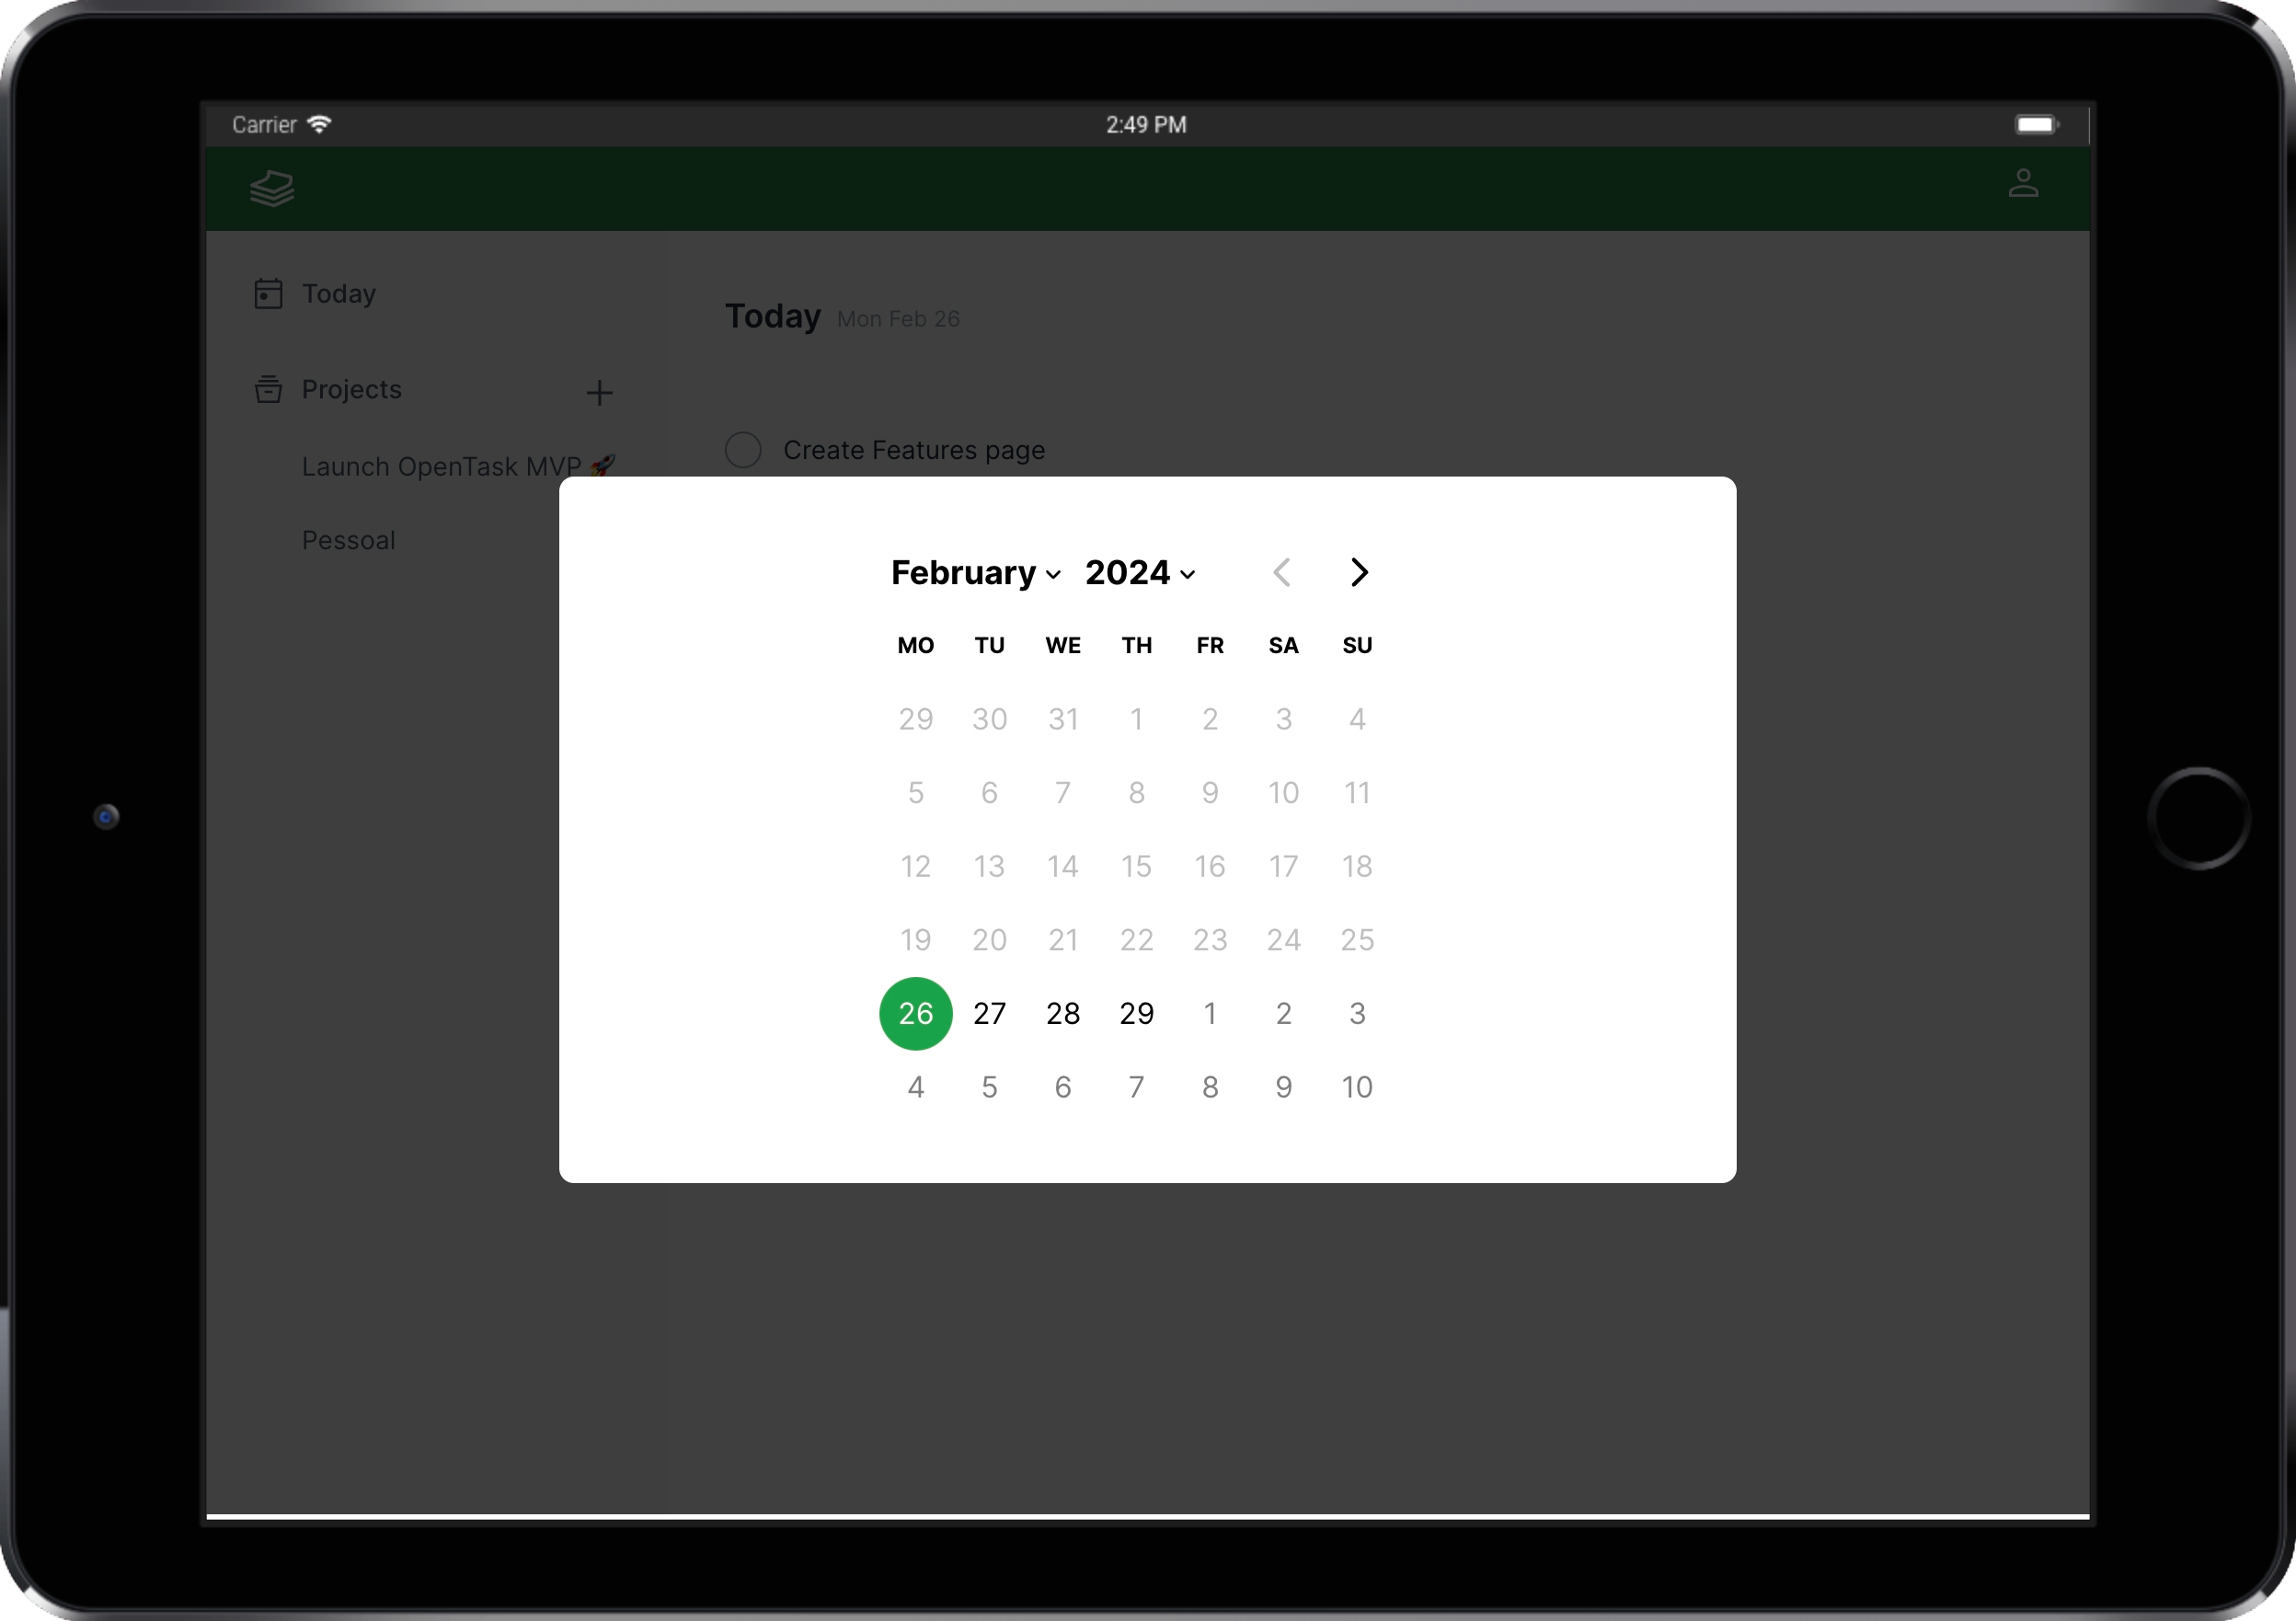 Carrier 2:49 PM
Today
Projects
Launch OpenTask MVP 🚀
Pessoal
Today Mon Feb 26
Create Features page
February 2024
MO TU WE TH FR SA SU
29 30 31 1 2 3 4
5 6 7 8 9 10 11
12 13 14 15 16 17 18
19 20 21 22 23 24 25
26 27 28 29 1 2 3
4 5 6 7 8 9 10